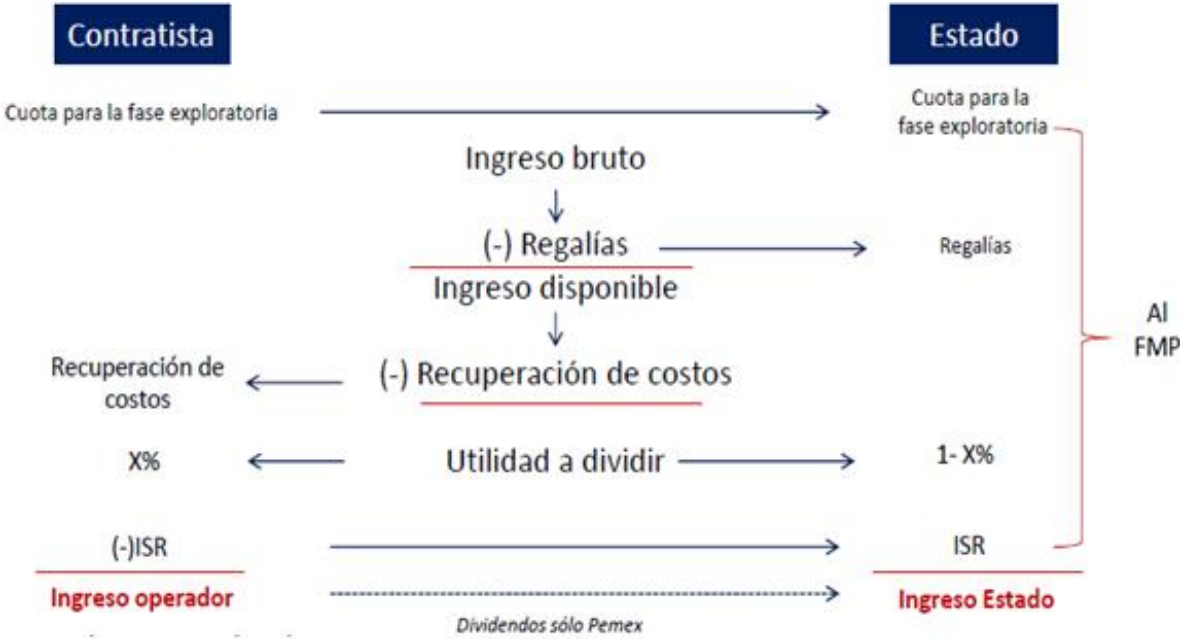 Contratista
Estado
Cuota para la fase exploratoria
Cuota para la
fase exploratoria
Ingreso bruto
(-) Regalías
Regalías
Ingreso disponible
Al
FMP
Recuperación de
costos
(-) Recuperación de costos
X%
Utilidad a dividir
1- X%
(-)ISR
ISR
Ingreso operador
Ingreso Estado
Dividendos sólo Pemex